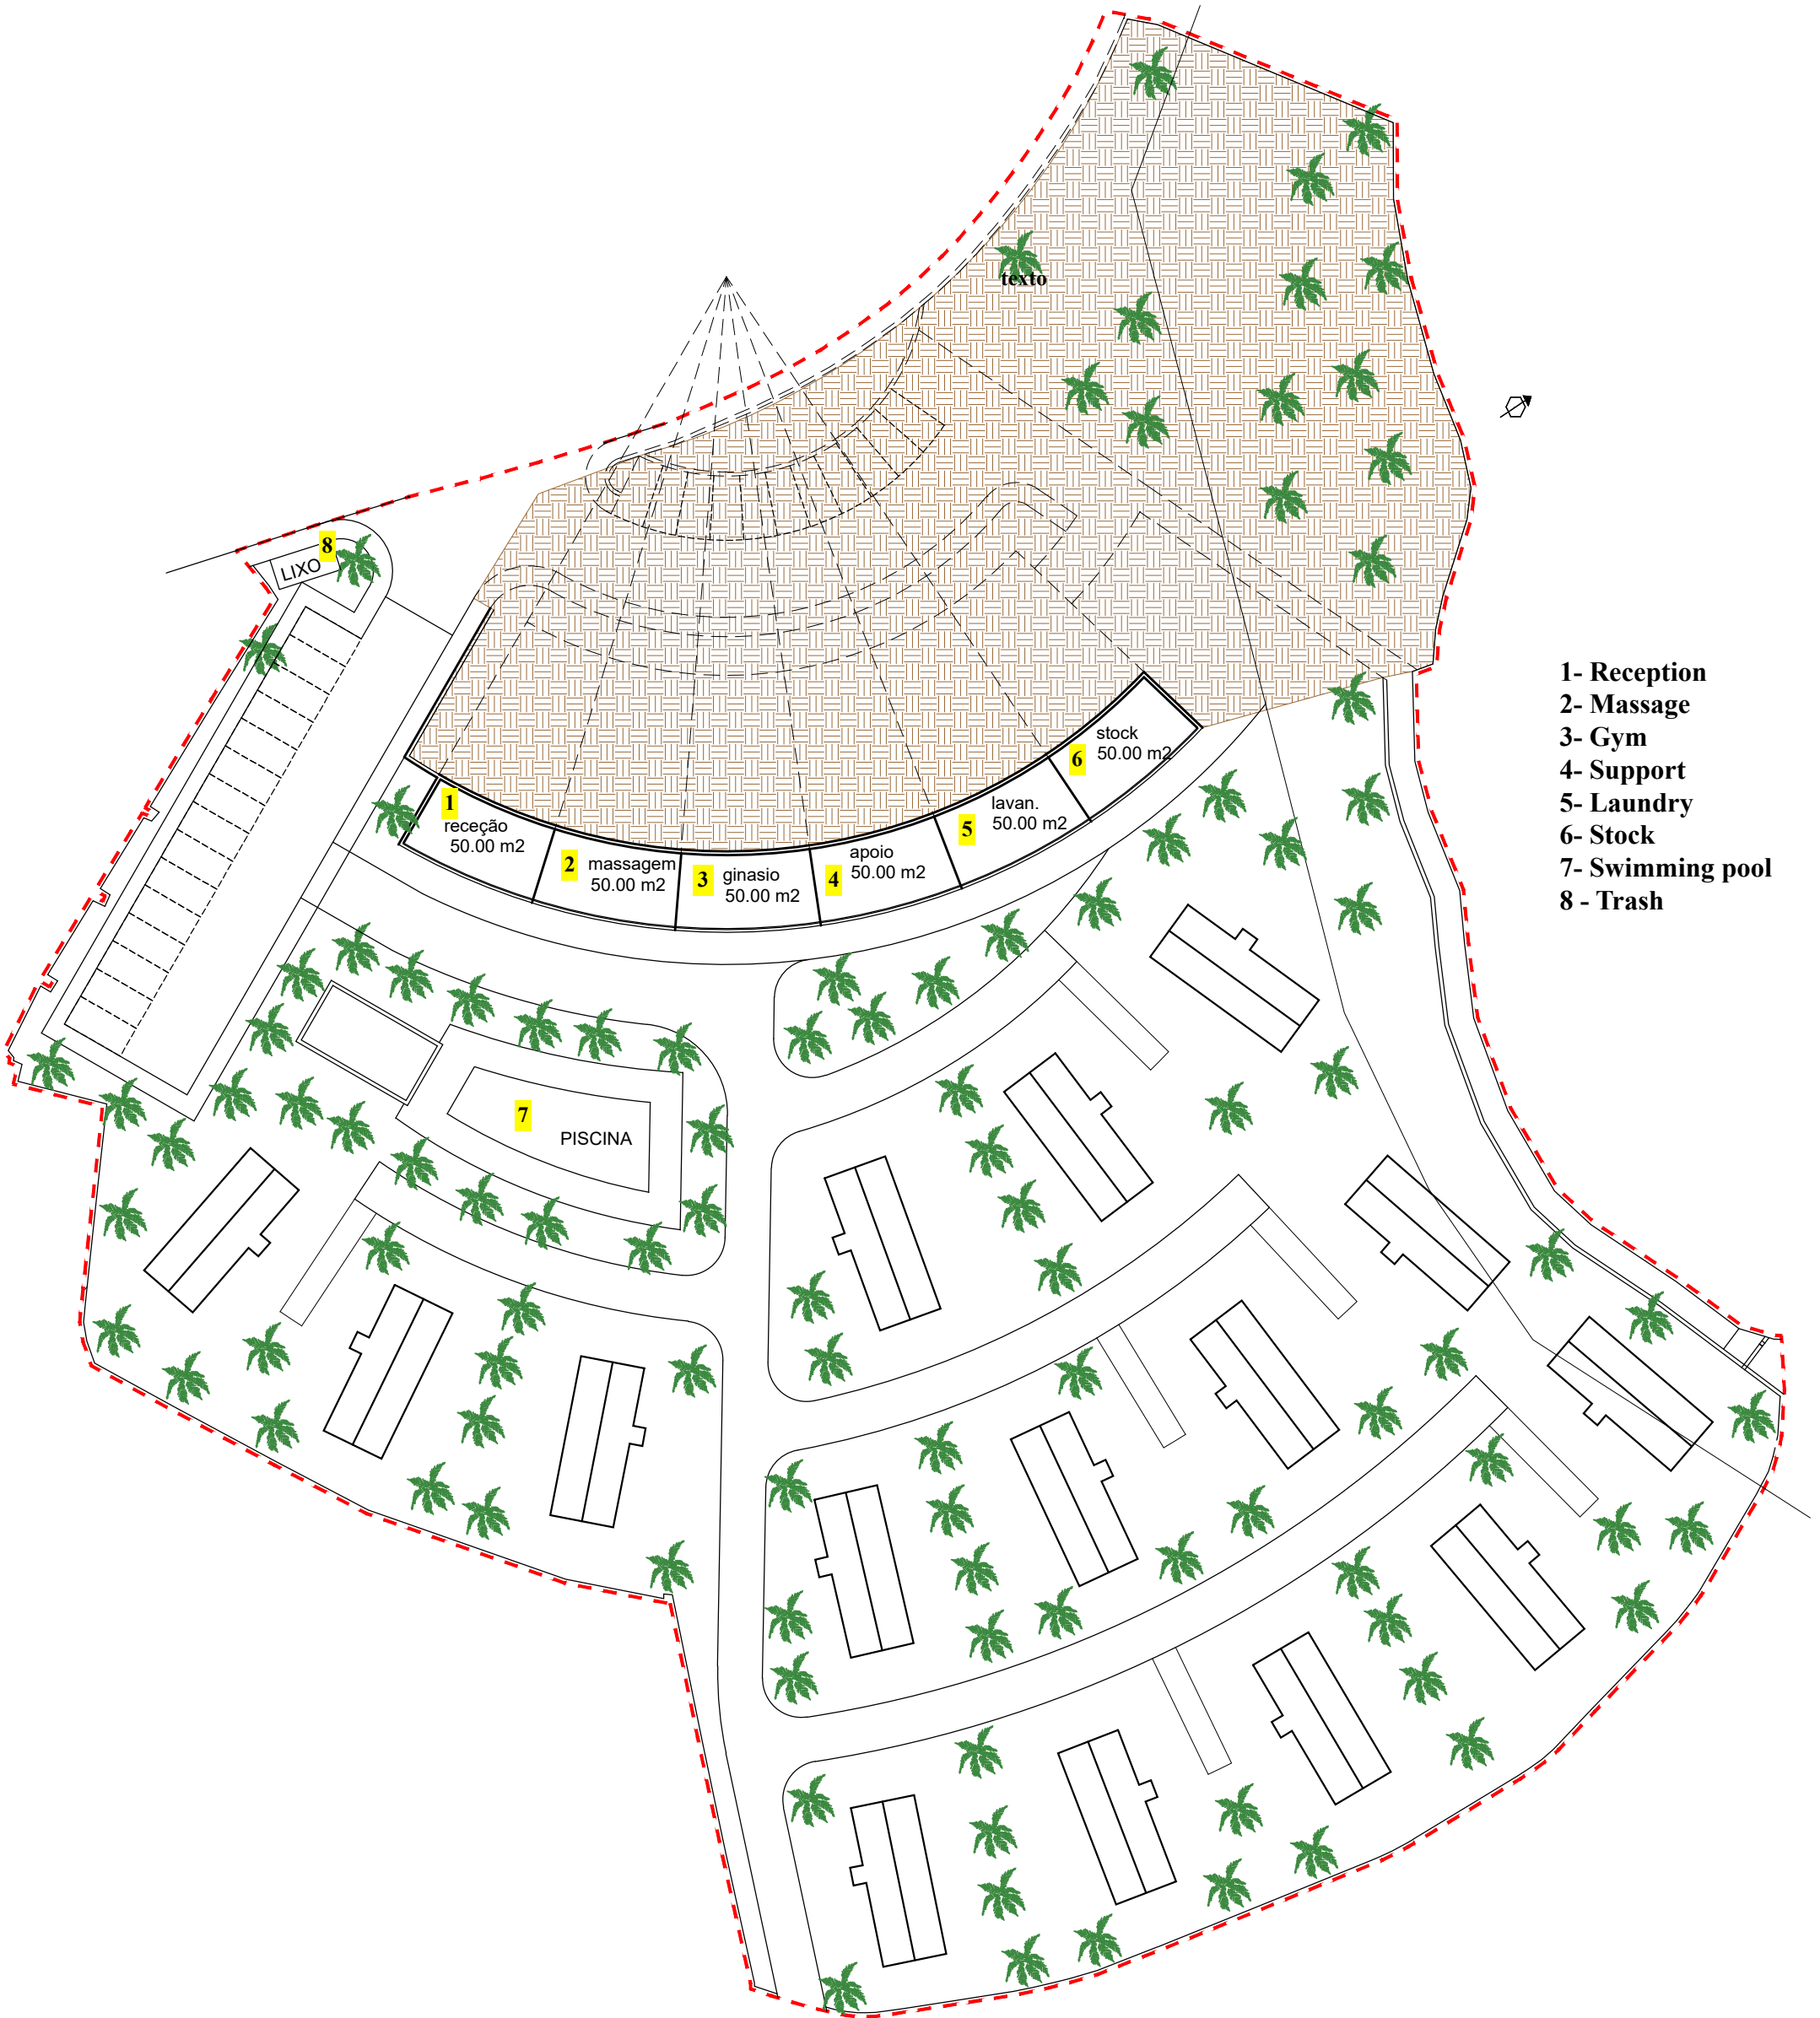 texto
8
LIXO
1- Reception
2- Massage
3- Gym
4- Support
5- Laundry
6- Stock
7- Swimming pool
8 - Trash
1
receção
50.00 m2
2
massagem
50.00 m2
3
ginasio
50.00 m2
4
apoio
50.00 m2
5
lavan.
50.00 m2
6
stock
50.00 m2
7
PISCINA